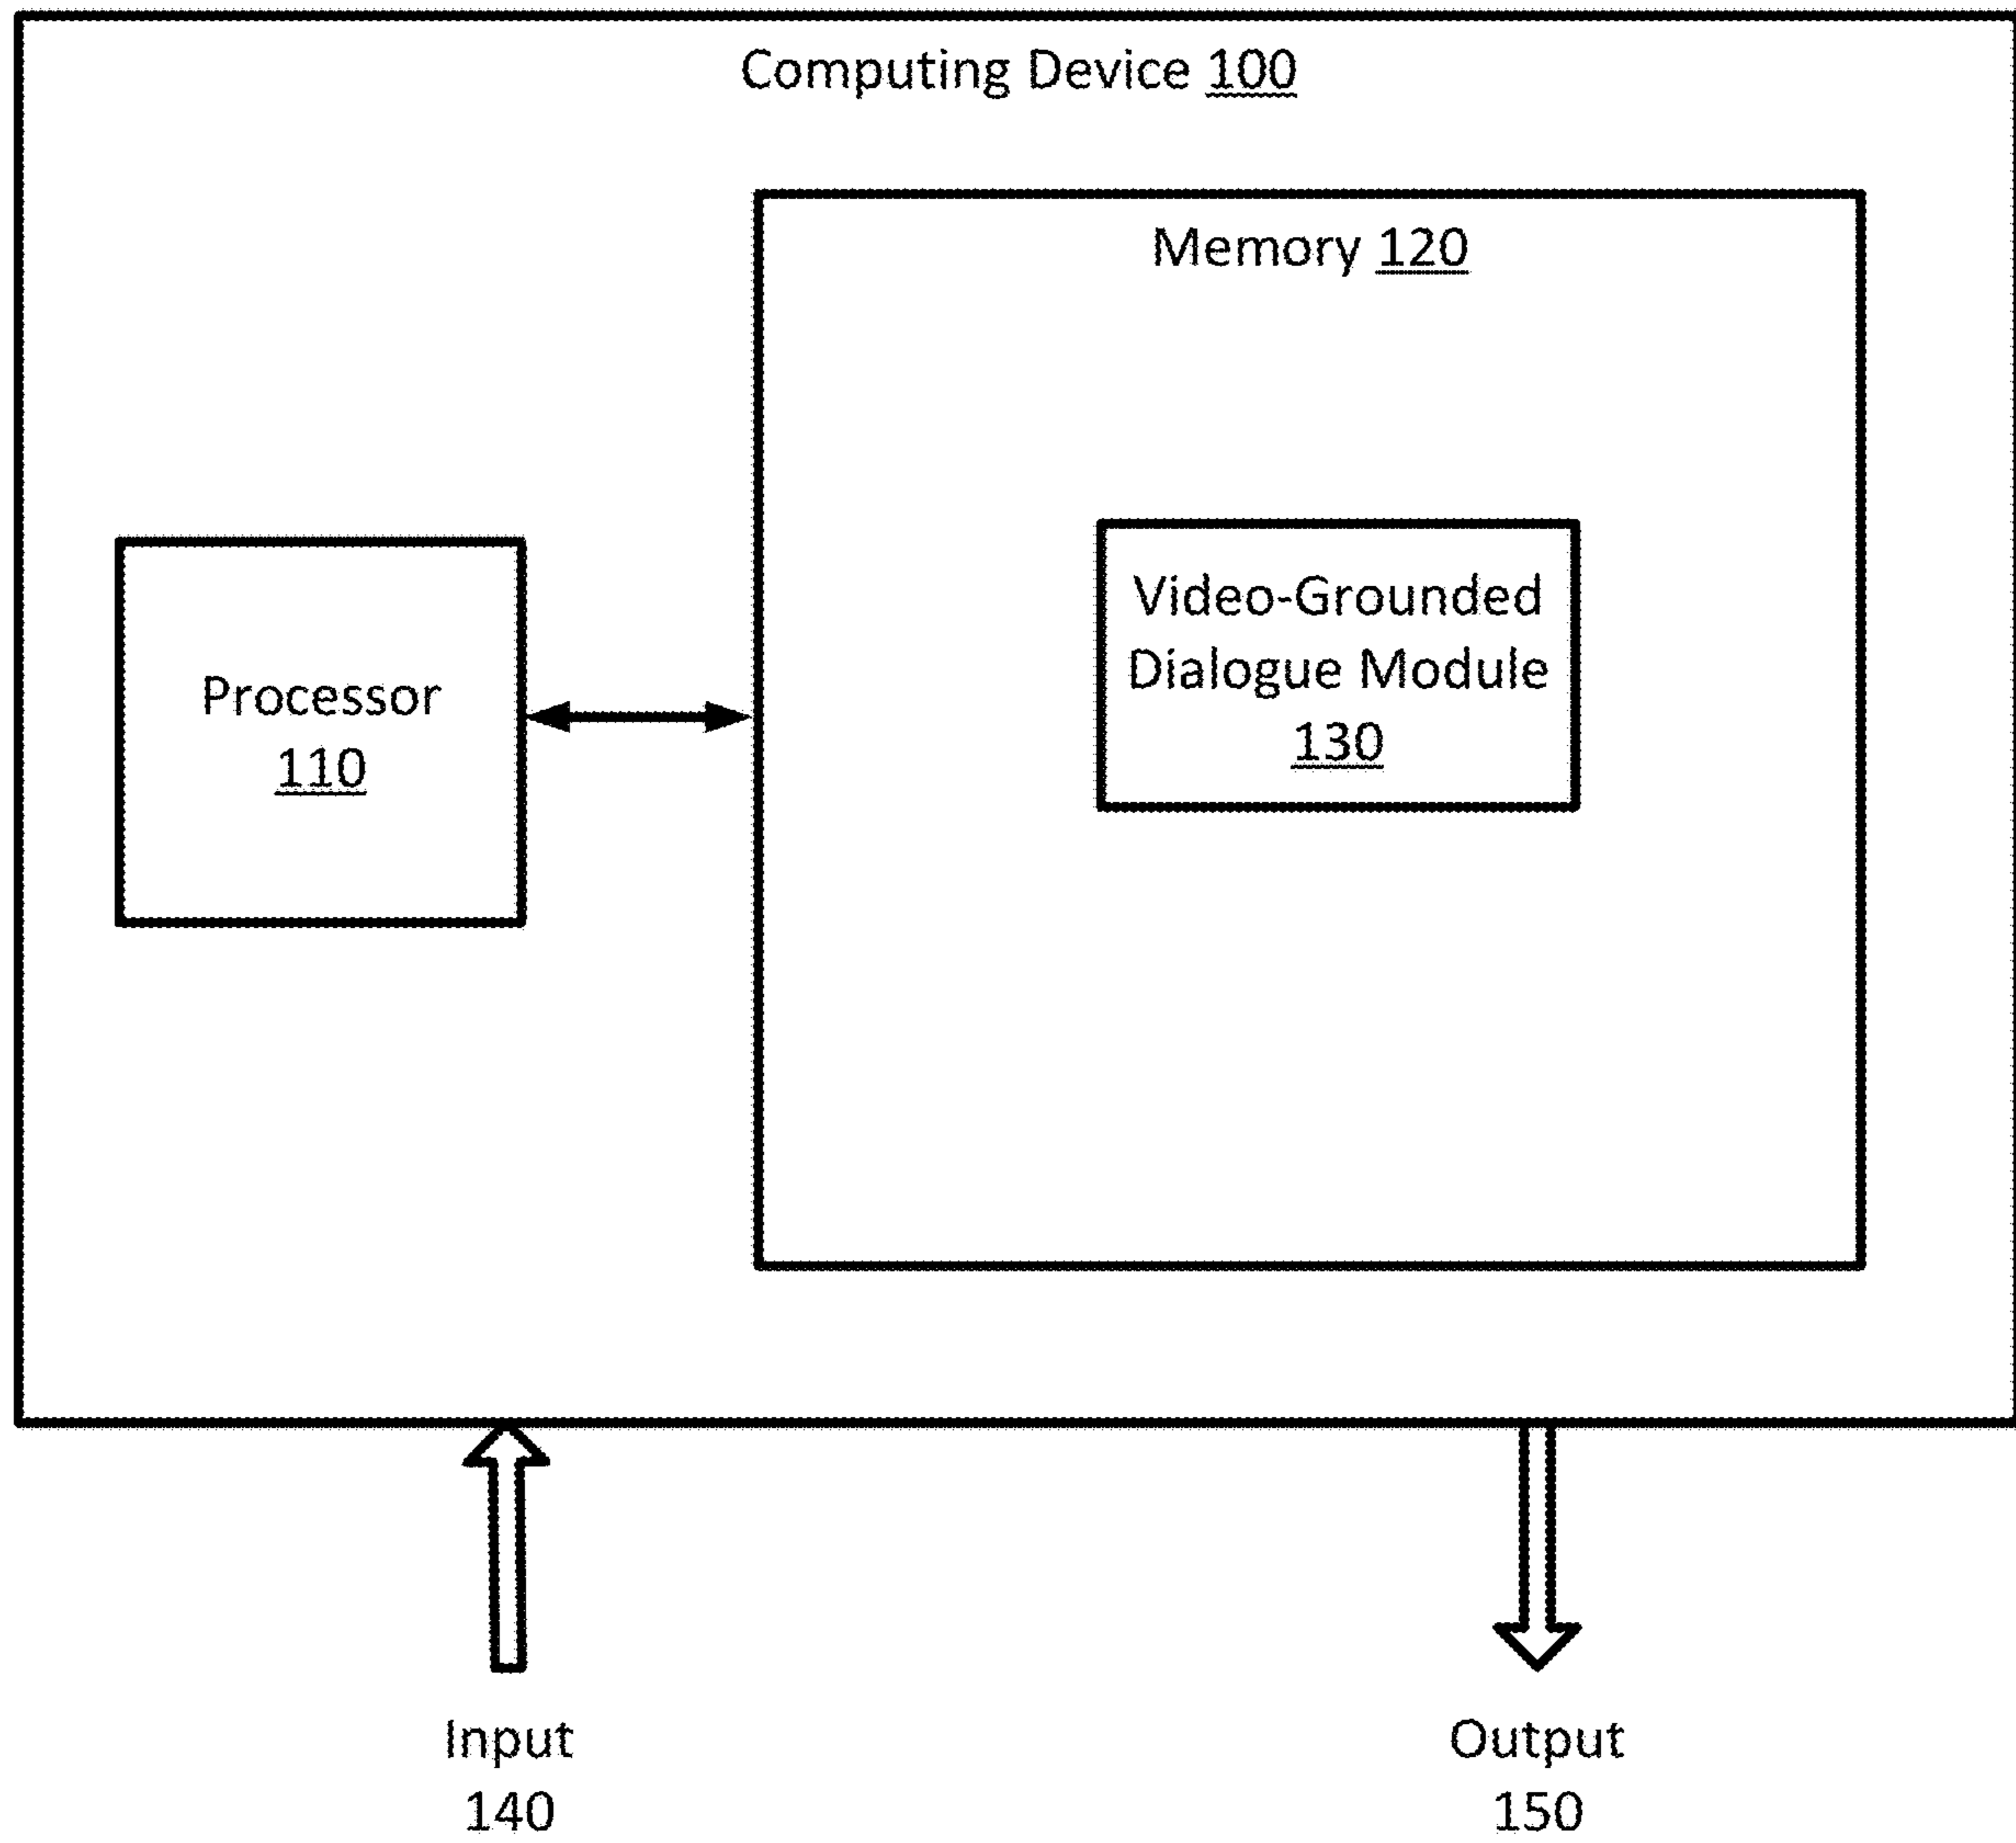 Computing Device 100
Memory 120
Video-Grounded
Dialogue Module
130
Processor
110
Input
140
Output
150